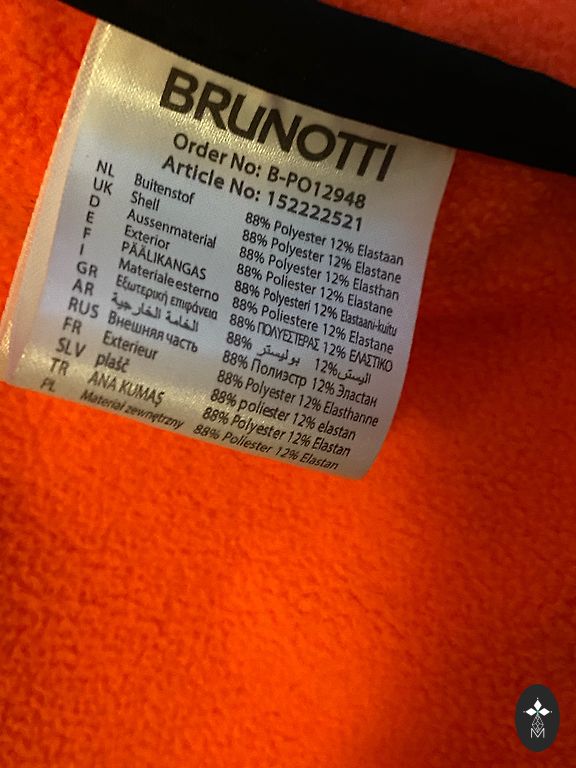 BRUNOTTI
Order No: B-PO12948
Article No: 152222521
NL Buitenstof 88% Polyester 12% Elastaan
UK Shell 88% Polyester 12% Elastane
D Aussenmaterial 88% Polyester 12% Elasthan
E Exterior 88% Poliester 12% Elastane
F PÄÄLIKANGAS 88% Polyesteri 12% Elastaani-kuitu
I Materiale esterno 88% Poliestere 12% Elastane
GR Εξωτερική επιφάνεια 88% ΠΟΛΥΕΣΤΕΡΑΣ 12% ΕΛΑΣΤΙΚΟ
AR الخامة الخارجية 88% بوليستر 12% اليستن
RUS Внешняя часть 88% Полиэстр 12% Эластан
FR Exterieur 88% Polyester 12% Elasthanne
SLV plašč 88% poliester 12% elastan
TR ANA KUMAŞ 88% Polyester 12% Elastan
PL Materiał zewnętrzny 88% Poliester 12% Elastan
M